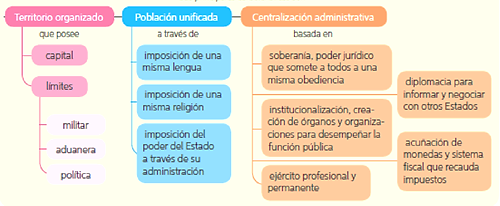 Territorio organizado
que posee
capital
límites
militar
aduanera
política
Población unificada
a través de
imposición de una
misma lengua
imposición de una
misma religión
imposición del
poder del Estado
a través de su
administración
Centralización administrativa
basada en
soberanía, poder jurídico
que somete a todos a una
misma obediencia
institucionalización, crea-
ción de órganos y organiza-
ciones para desempeñar la
función pública
ejército profesional y
permanente
diplomacia para
informar y negociar
con otros Estados
acuñación de
monedas y sistema
fiscal que recauda
impuestos